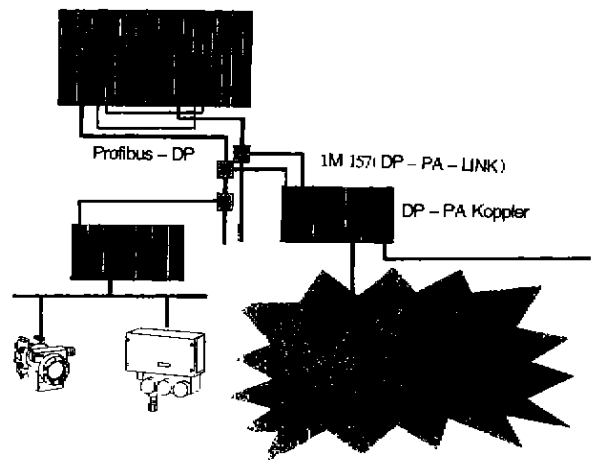 Profibus – DP
1M 157( DP – PA – LINK )
DP – PA Koppler